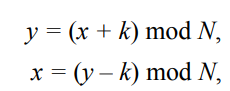 y = (x + k) mod N,
x = (y – k) mod N,